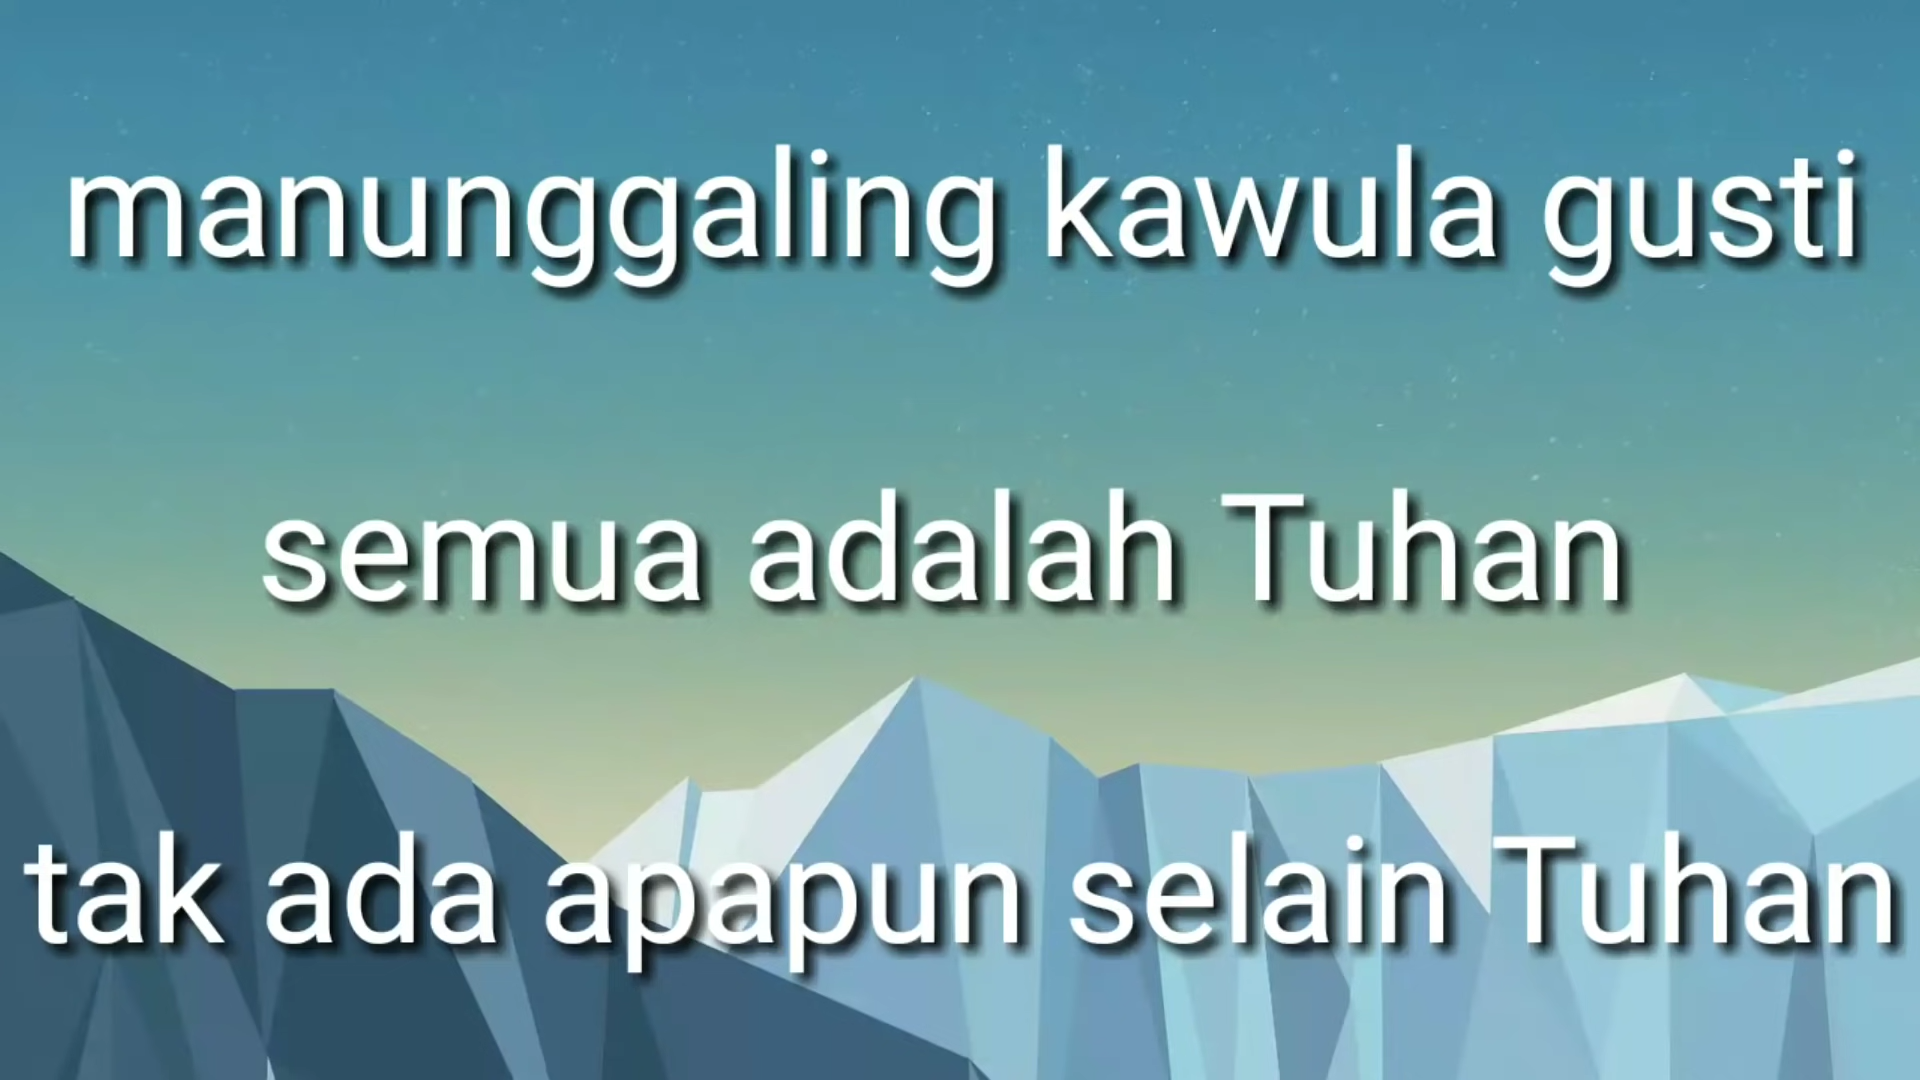 manunggaling kawula gusti
semua adalah Tuhan
tak ada apapun selain Tuhan